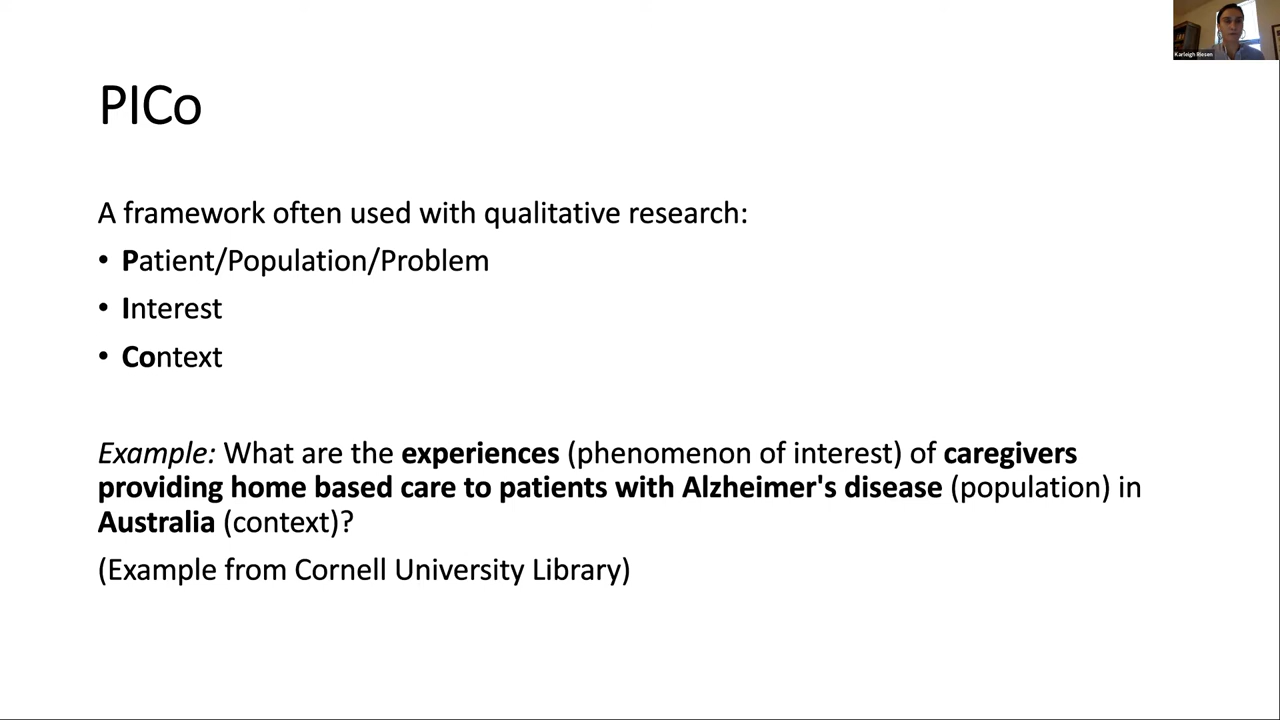 Karleigh Riesen
PICo
A framework often used with qualitative research:
• Patient/Population/Problem
• Interest
• Context
Example: What are the experiences (phenomenon of interest) of caregivers
providing home based care to patients with Alzheimer's disease (population) in
Australia (context)?
(Example from Cornell University Library)